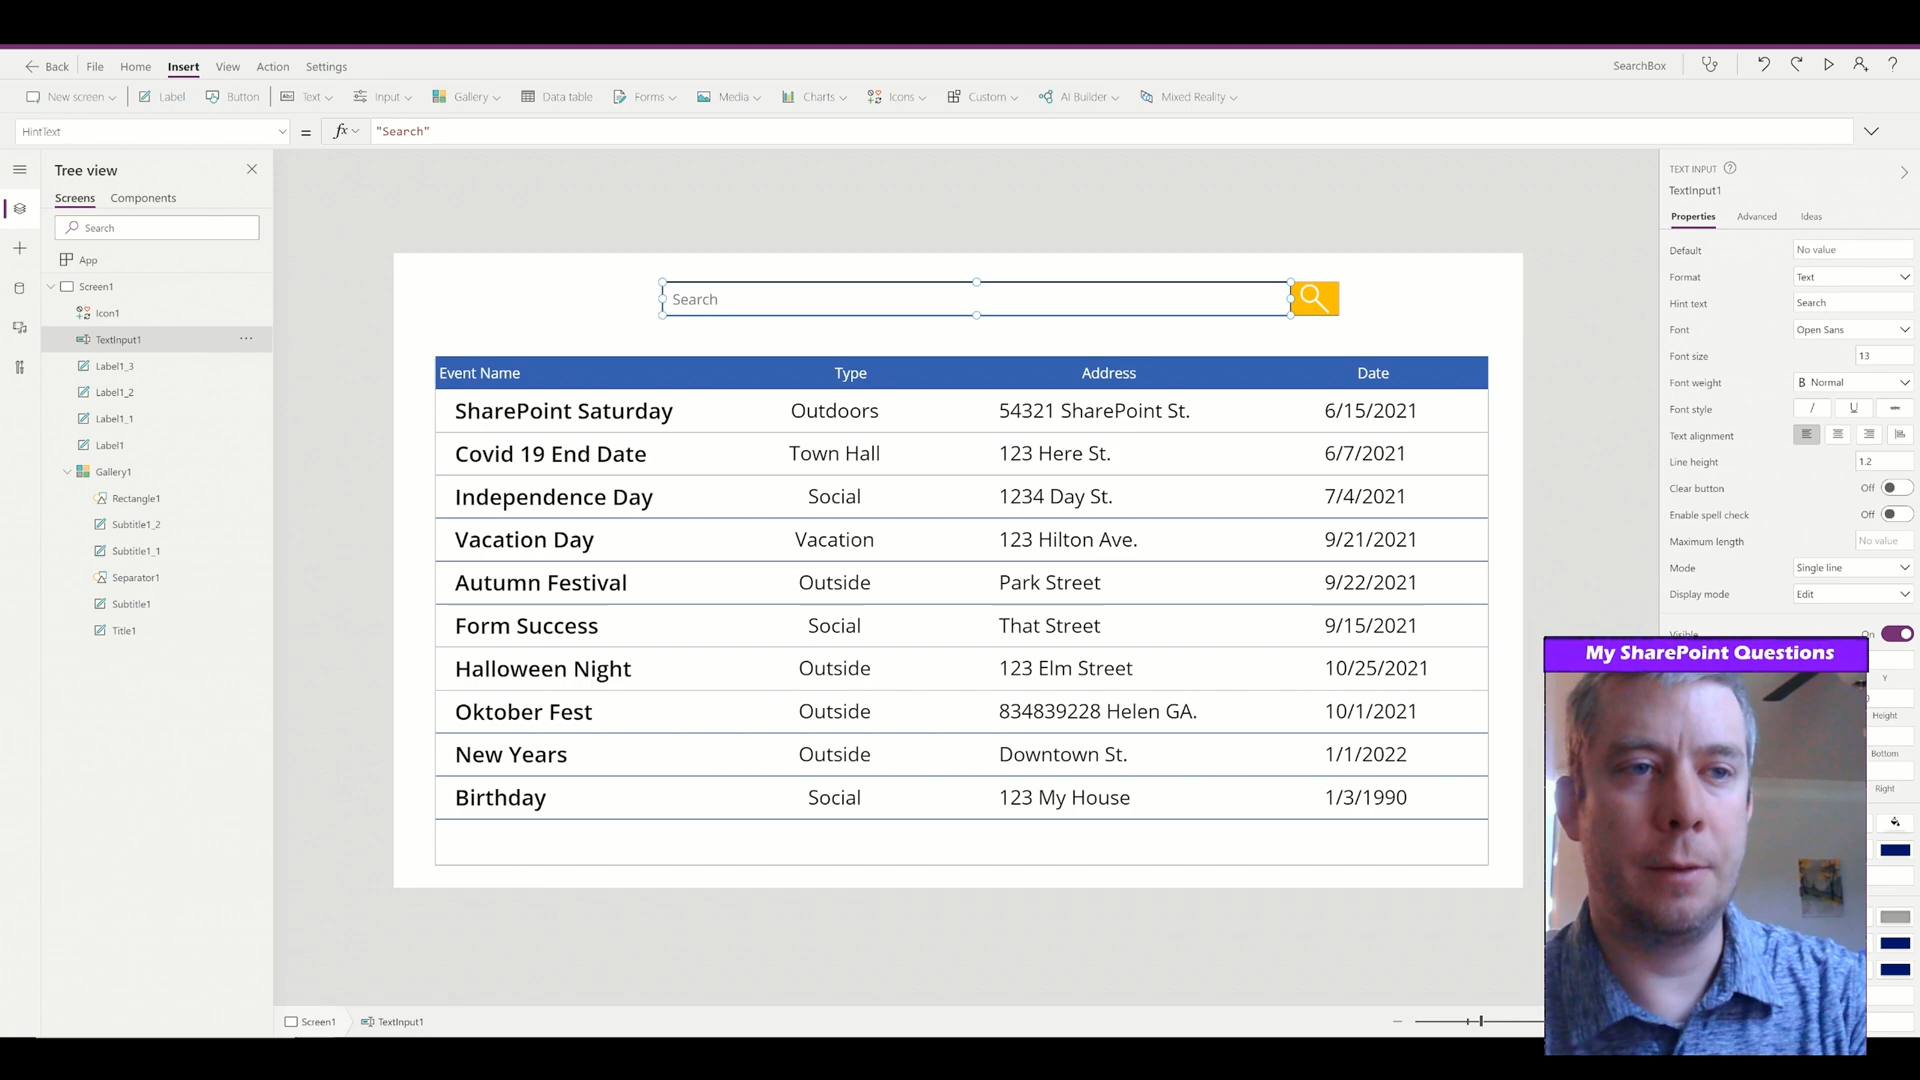 Back File Home Insert View Action Settings SearchBox
New screen Label Button Text Input Gallery Data table Forms Media Charts Icons Custom AI Builder Mixed Reality
HintText = fx "Search"
Tree view
Screens Components
Search
App
Screen1
Icon1
TextInput1
Label1_3
Label1_2
Label1_1
Label1
Gallery1
Rectangle1
Subtitle1_2
Subtitle1_1
Separator1
Subtitle1
Title1
Search
Event Name Type Address Date
SharePoint Saturday Outdoors 54321 SharePoint St. 6/15/2021
Covid 19 End Date Town Hall 123 Here St. 6/7/2021
Independence Day Social 1234 Day St. 7/4/2021
Vacation Day Vacation 123 Hilton Ave. 9/21/2021
Autumn Festival Outside Park Street 9/22/2021
Form Success Social That Street 9/15/2021
Halloween Night Outside 123 Elm Street 10/25/2021
Oktober Fest Outside 834839228 Helen GA. 10/1/2021
New Years Outside Downtown St. 1/1/2022
Birthday Social 123 My House 1/3/1990
Screen1 TextInput1
TEXT INPUT
TextInput1
Properties Advanced Ideas
Default No value
Format Text
Hint text Search
Font Open Sans
Font size 13
Font weight B Normal
Font style
Text alignment
Line height 1.2
Clear button Off
Enable spell check Off
Maximum length No value
Mode Single line
Display mode Edit
Visible On
My SharePoint Questions
Y
Height
Bottom
Right